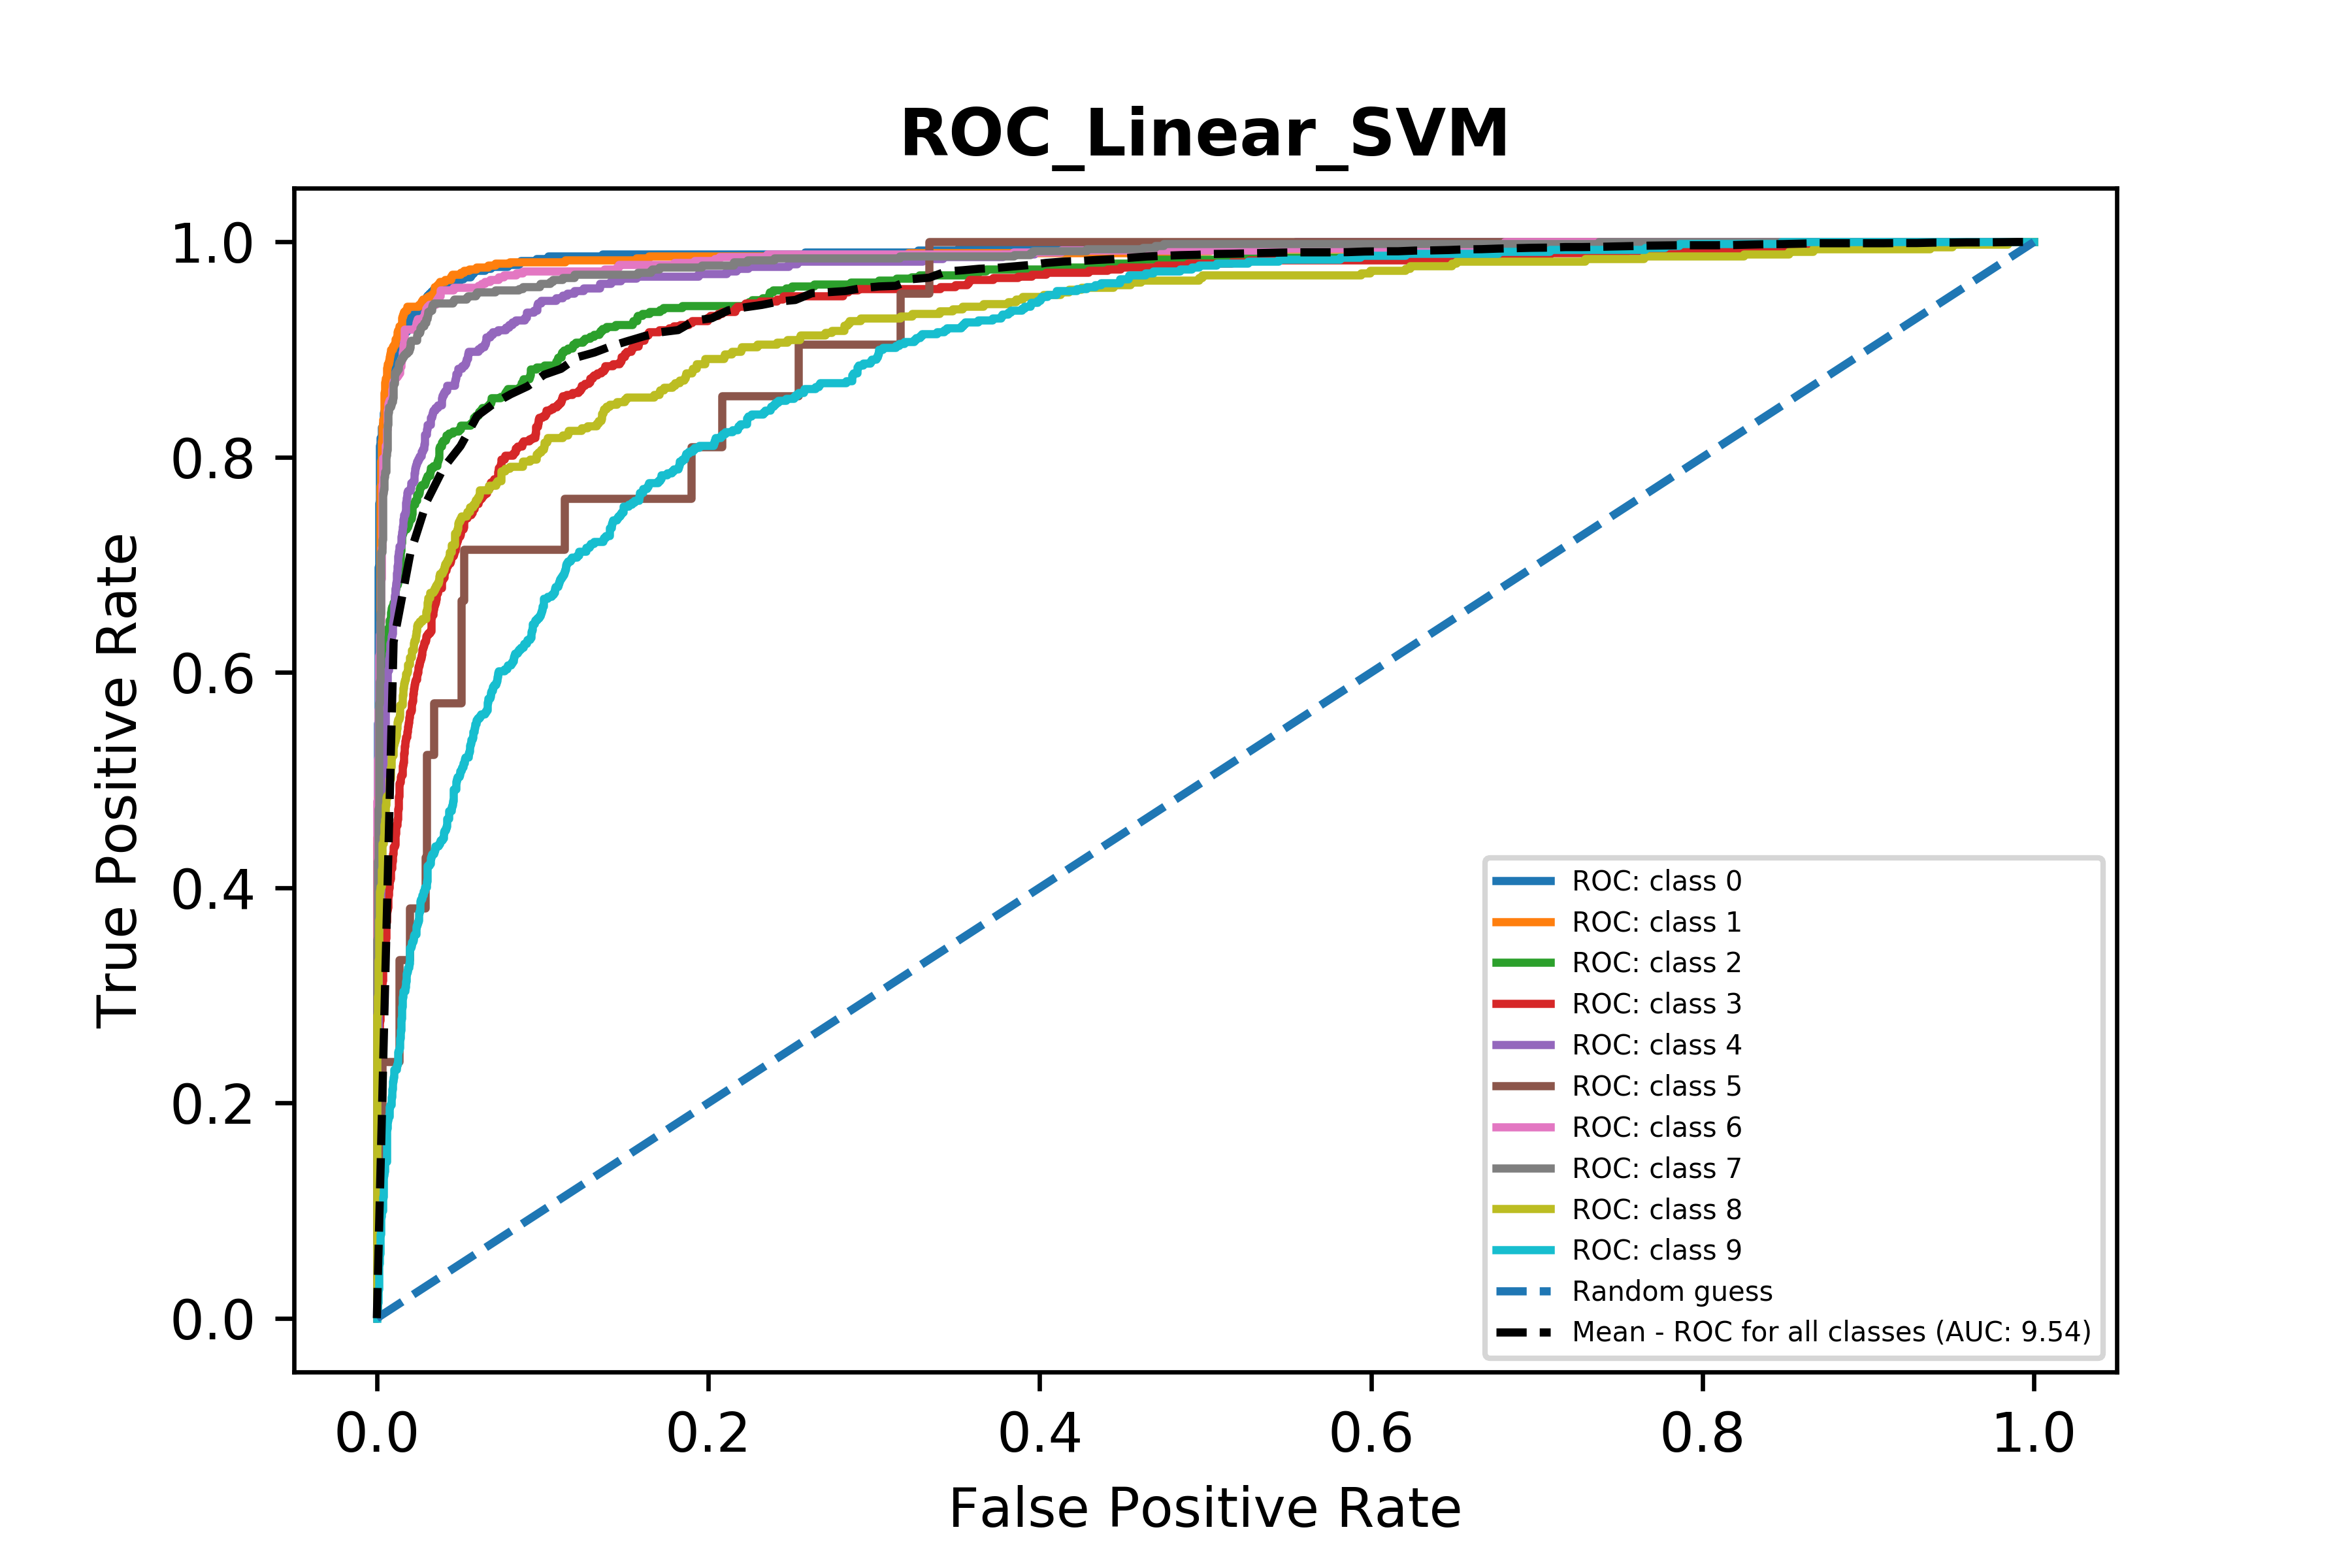 ROC_Linear_SVM
True Positive Rate
1.0
0.8
0.6
0.4
0.2
0.0
ROC: class 0
ROC: class 1
ROC: class 2
ROC: class 3
ROC: class 4
ROC: class 5
ROC: class 6
ROC: class 7
ROC: class 8
ROC: class 9
Random guess
Mean - ROC for all classes (AUC: 9.54)
0.0 0.2 0.4 0.6 0.8 1.0
False Positive Rate